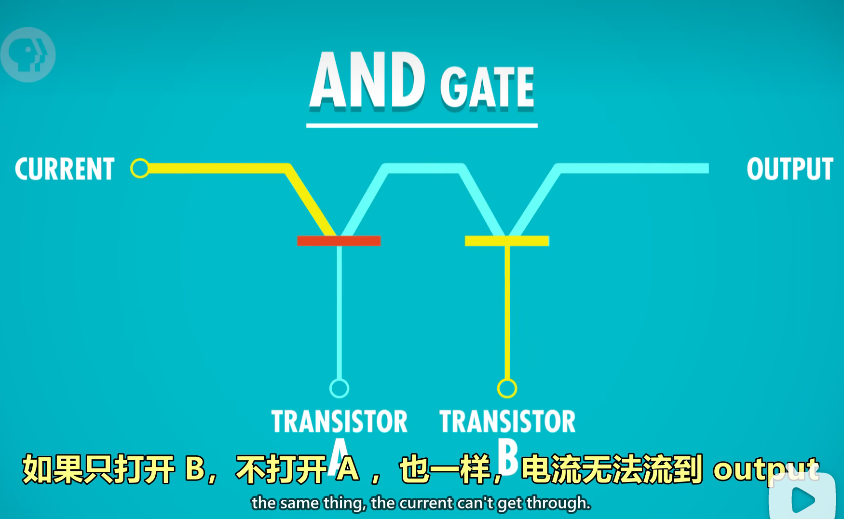 AND GATE
CURRENT
OUTPUT
TRANSISTOR A
TRANSISTOR B
如果只打开 B，不打开 A ，也一样，电流无法流到 output
the same thing, the current can't get through.